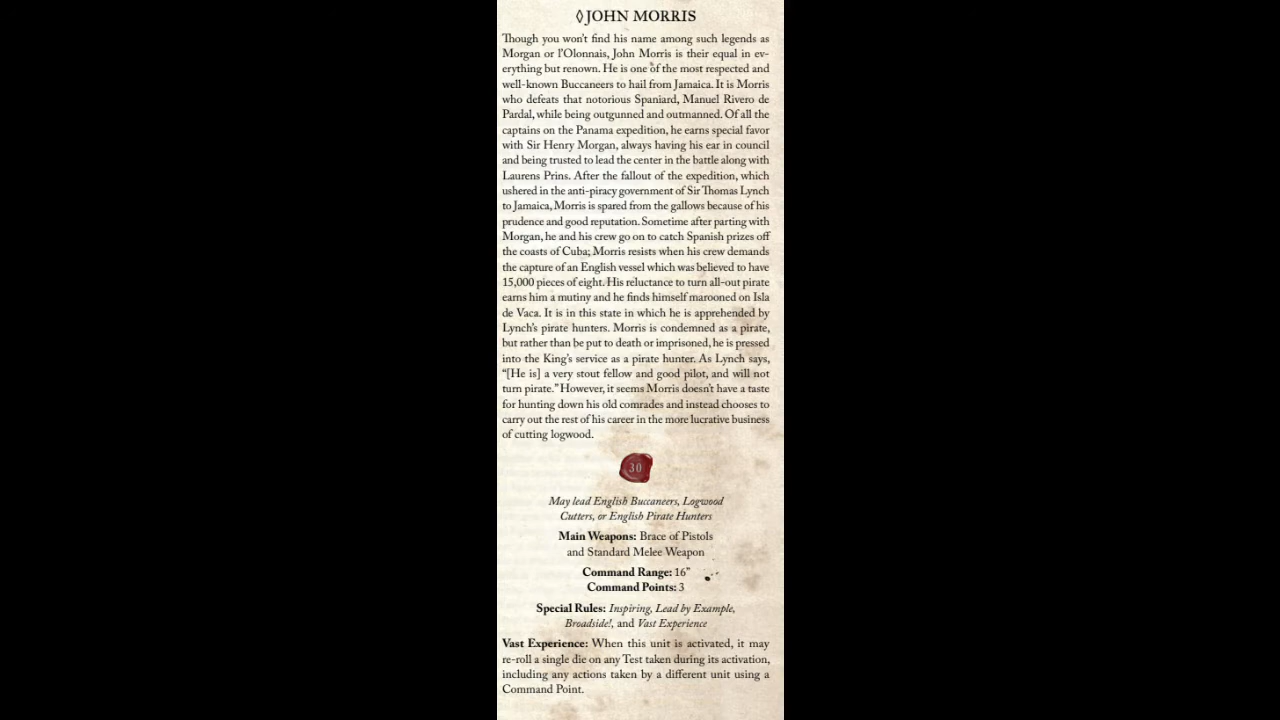 ◊JOHN MORRIS
Though you won't find his name among such legends as
Morgan or l'Olonnais, John Morris is their equal in ev-
erything but renown. He is one of the most respected and
well-known Buccaneers to hail from Jamaica. It is Morris
who defeats that notorious Spaniard, Manuel Rivero de
Pardal, while being outgunned and outmanned. Of all the
captains on the Panama expedition, he earns special favor
with Sir Henry Morgan, always having his ear in council
and being trusted to lead the center in the battle along with
Laurens Prins. After the fallout of the expedition, which
ushered in the anti-piracy government of Sir Thomas Lynch
to Jamaica, Morris is spared from the gallows because of his
prudence and good reputation. Sometime after parting with
Morgan, he and his crew go on to catch Spanish prizes off
the coasts of Cuba; Morris resists when his crew demands
the capture of an English vessel which was believed to have
15,000 pieces of eight. His reluctance to turn all-out pirate
earns him a mutiny and he finds himself marooned on Isla
de Vaca. It is in this state in which he is apprehended by
Lynch's pirate hunters. Morris is condemned as a pirate,
but rather than be put to death or imprisoned, he is pressed
into the King's service as a pirate hunter. As Lynch says,
"[He is] a very stout fellow and good pilot, and will not
turn pirate." However, it seems Morris doesn't have a taste
for hunting down his old comrades and instead chooses to
carry out the rest of his career in the more lucrative business
of cutting logwood.
30
May lead English Buccaneers, Logwood
Cutters, or English Pirate Hunters
Main Weapons: Brace of Pistols
and Standard Melee Weapon
Command Range: 16"
Command Points: 3
Special Rules: Inspiring, Lead by Example,
Broadside!, and Vast Experience
Vast Experience: When this unit is activated, it may
re-roll a single die on any Test taken during its activation,
including any actions taken by a different unit using a
Command Point.